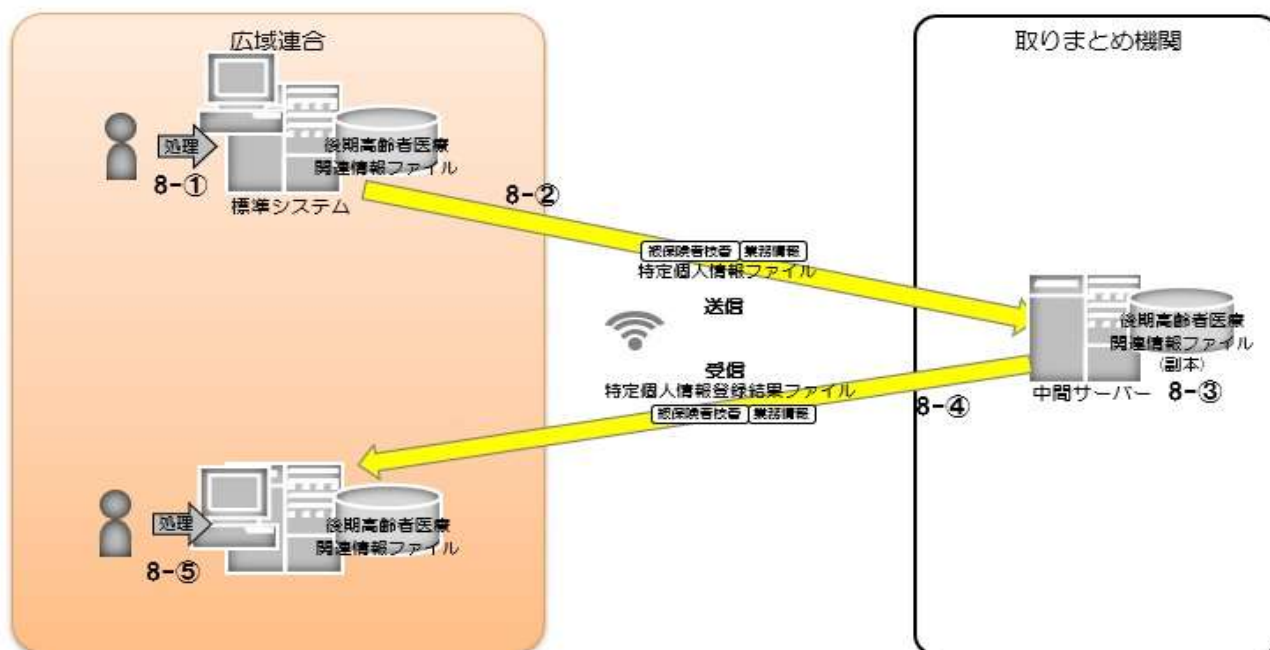 広域連合
取りまとめ機関
処理
8-①
後期高齢者医療
関連情報ファイル
標準システム
8-②
被保険者枝番 業務情報
特定個人情報ファイル
送信
後期高齢者医療
関連情報ファイル
(副本)
中間サーバー
8-③
受信
特定個人情報登録結果ファイル
被保険者枝番 業務情報
8-④
処理
8-⑤
後期高齢者医療
関連情報ファイル